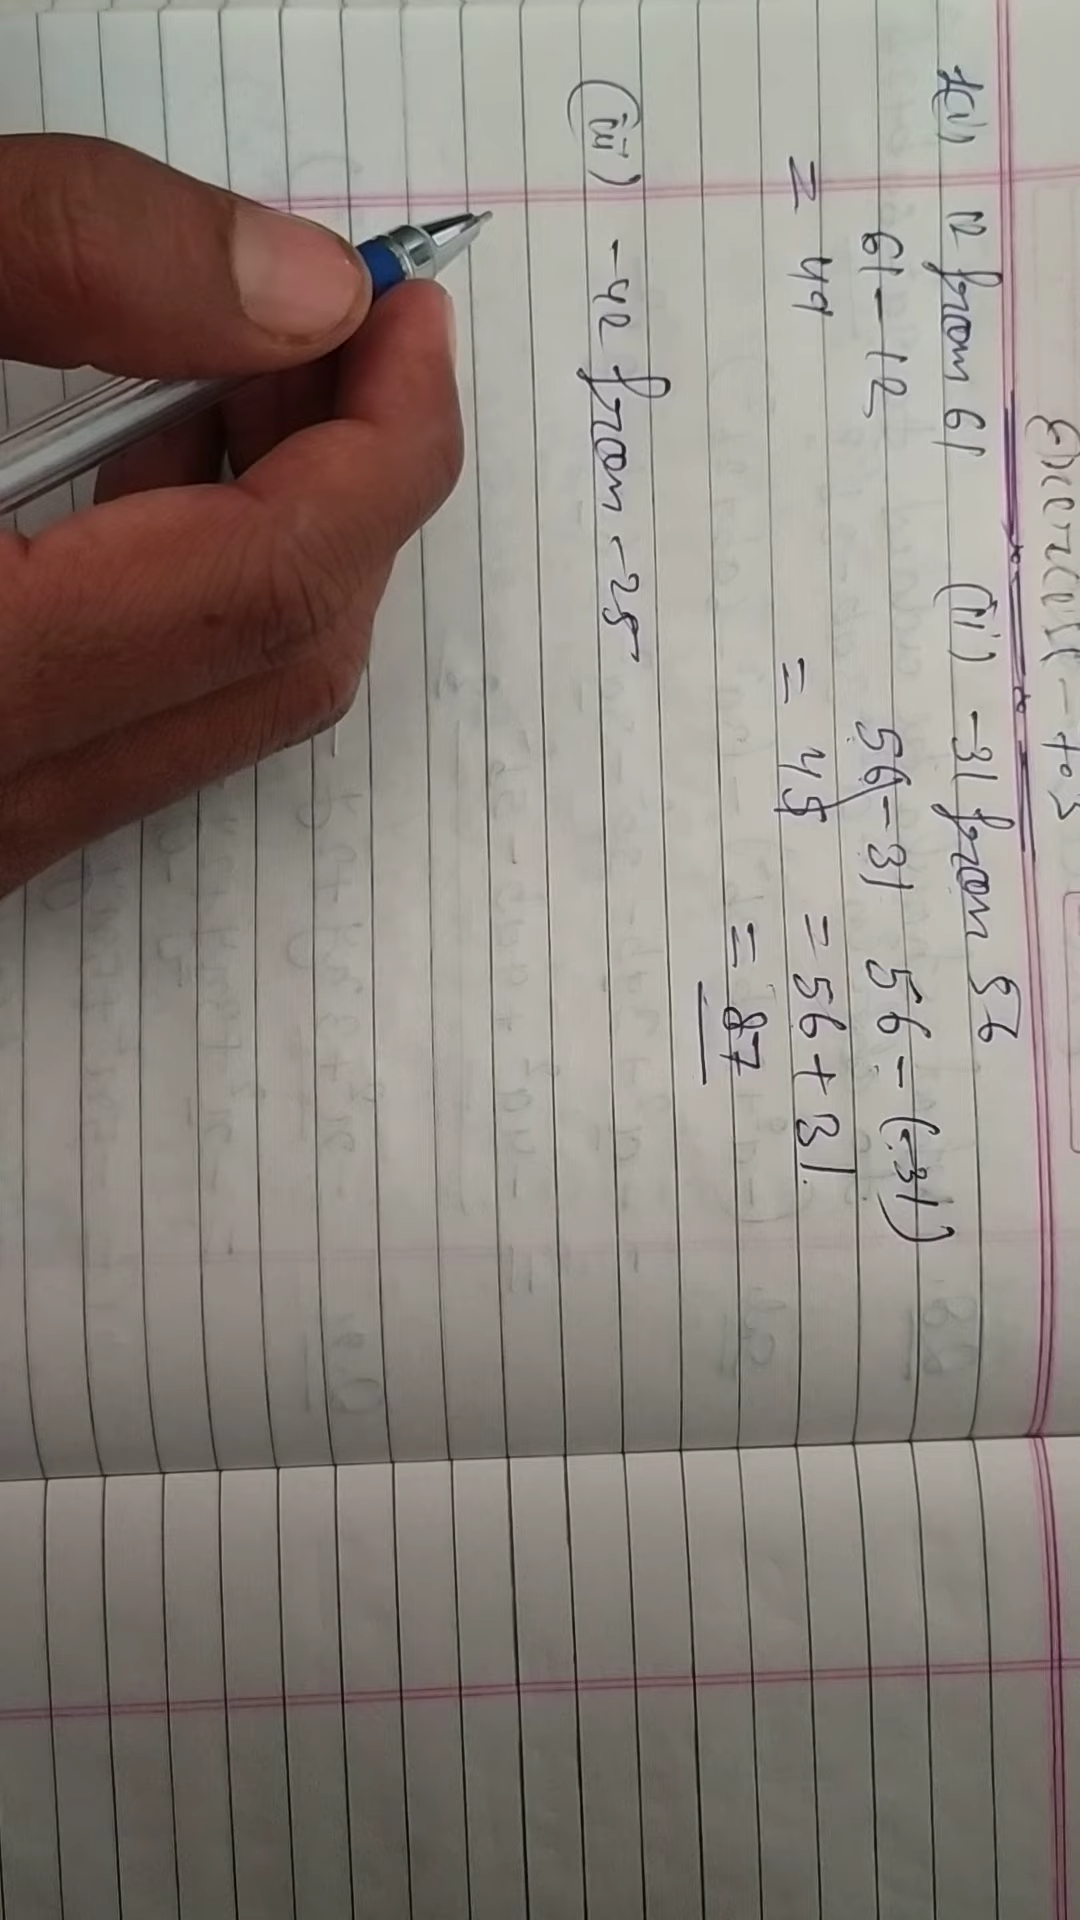 Exercise - 1.3
1(i) 12 from 61 (ii) -31 from 56
61 - 12 56 - 31 56 - (-31)
= 49 = 45 = 56 + 31
= 87
(iii) -42 from -28